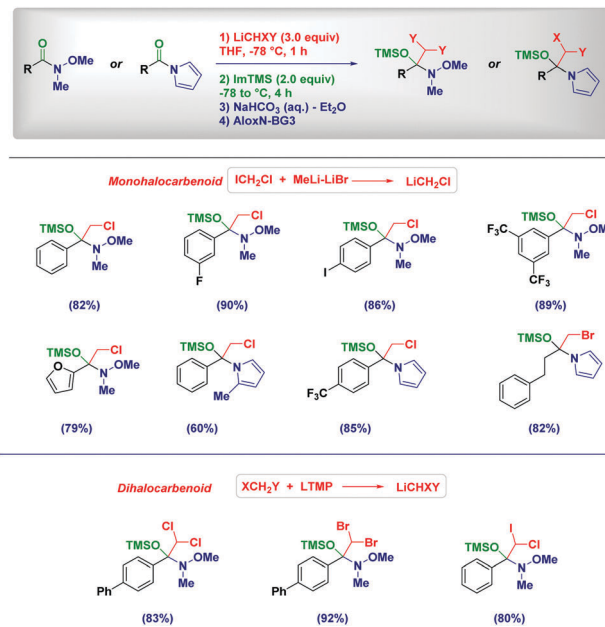 O
R N OMe
Me
or
O
R N
1) LiCHXY (3.0 equiv)
THF, -78 °C, 1 h
2) ImTMS (2.0 equiv)
-78 to °C, 4 h
3) NaHCO3 (aq.) - Et2O
4) AloxN-BG3
Y
TMSO Y
R N OMe
Me
or
X
TMSO Y
R N
Monohalocarbenoid ICH2Cl + MeLi-LiBr LiCH2Cl
TMSO Cl
N OMe
Me
(82%)
TMSO Cl
N OMe
Me
F
(90%)
TMSO Cl
N OMe
Me
I
(86%)
TMSO Cl
F3C N OMe
Me
CF3
(89%)
TMSO Cl
O N OMe
Me
(79%)
TMSO Cl
N
Me
(60%)
TMSO Cl
N
F3C
(85%)
TMSO Br
N
(82%)
Dihalocarbenoid XCH2Y + LTMP LiCHXY
Cl
TMSO Cl
N OMe
Me
Ph
(83%)
Br
TMSO Br
N OMe
Me
Ph
(92%)
I
TMSO Cl
N OMe
Me
(80%)